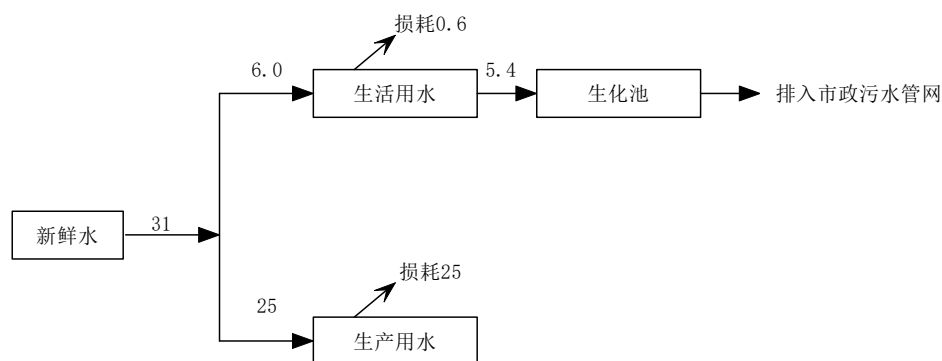 损耗0.6
6.0
生活用水
5.4
生化池
排入市政污水管网
新鲜水
31
损耗25
25
生产用水